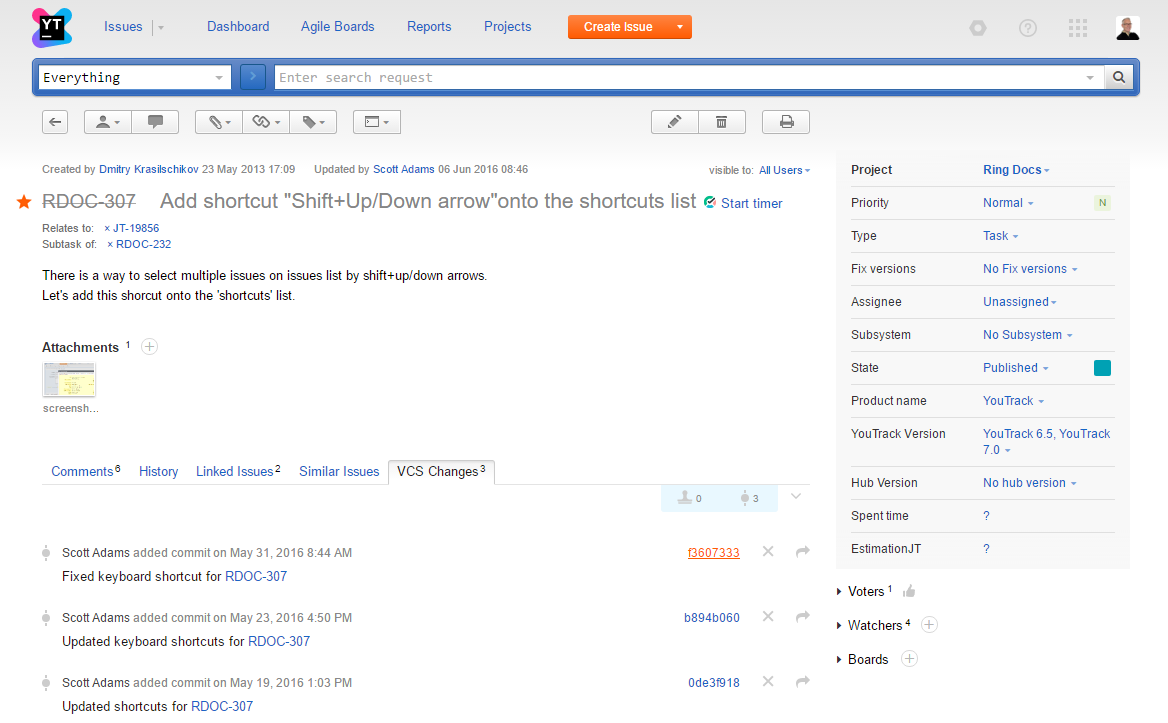 YT
Issues Dashboard Agile Boards Reports Projects Create Issue
Everything Enter search request
Created by Dmitry Krasilschikov 23 May 2013 17:09 Updated by Scott Adams 06 Jun 2016 08:46 visible to: All Users
RDOC-307 Add shortcut "Shift+Up/Down arrow"onto the shortcuts list Start timer
Relates to: × JT-19856
Subtask of: × RDOC-232
There is a way to select multiple issues on issues list by shift+up/down arrows.
Let's add this shorcut onto the 'shortcuts' list.
Attachments 1
screensh...
Comments 6 History Linked Issues 2 Similar Issues VCS Changes 3
0 3
Scott Adams added commit on May 31, 2016 8:44 AM f3607333
Fixed keyboard shortcut for RDOC-307
Scott Adams added commit on May 23, 2016 4:50 PM b894b060
Updated keyboard shortcuts for RDOC-307
Scott Adams added commit on May 19, 2016 1:03 PM 0de3f918
Updated shortcuts for RDOC-307
Project Ring Docs
Priority Normal N
Type Task
Fix versions No Fix versions
Assignee Unassigned
Subsystem No Subsystem
State Published
Product name YouTrack
YouTrack Version YouTrack 6.5, YouTrack
7.0
Hub Version No hub version
Spent time ?
EstimationJT ?
Voters 1
Watchers 4
Boards